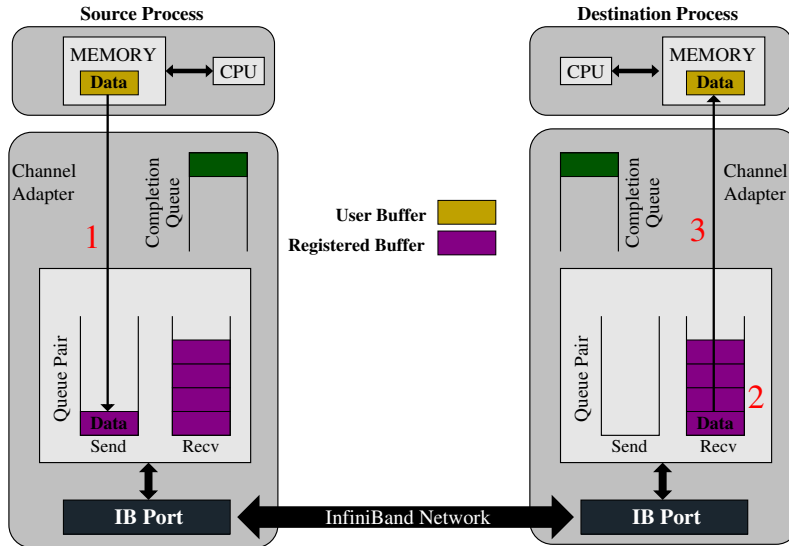 Source Process
Destination Process
MEMORY
Data
CPU
CPU
MEMORY
Data
Channel
Adapter
Completion
Queue
1
User Buffer
Registered Buffer
Completion
Queue
Channel
Adapter
3
Queue Pair
Data
Send
Recv
Queue Pair
Send
Data
Recv
2
IB Port
InfiniBand Network
IB Port